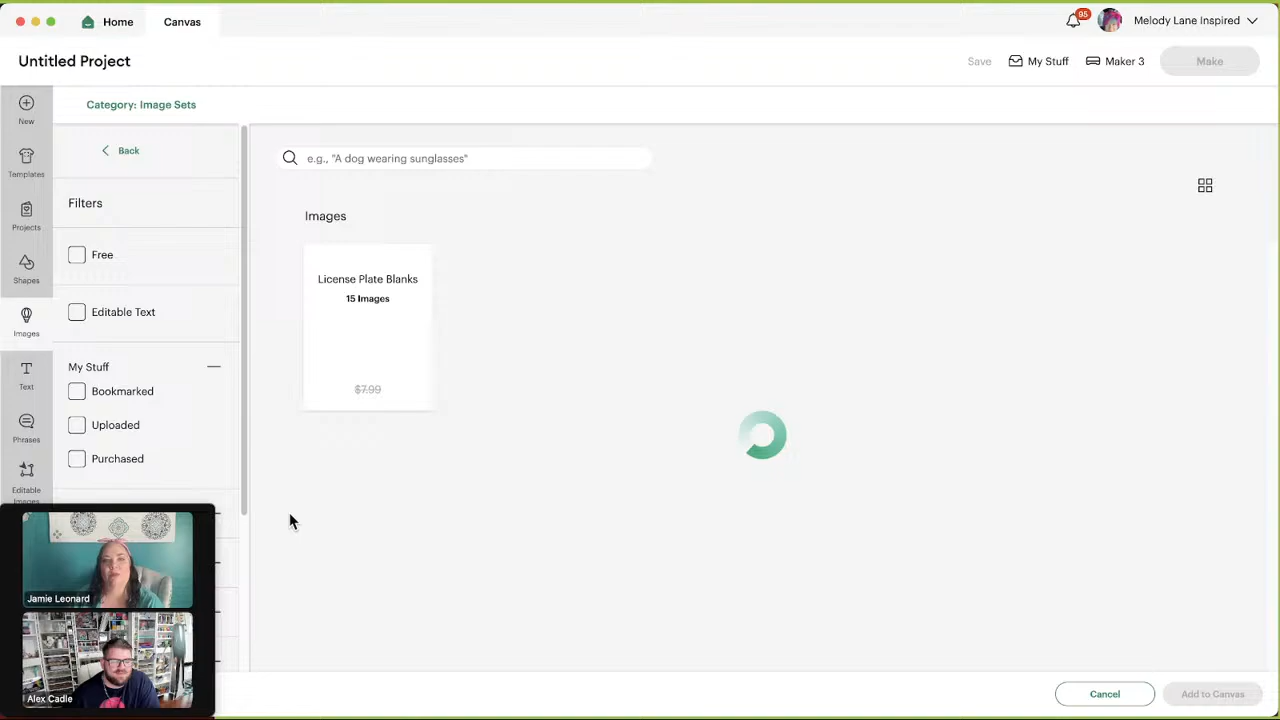 Home
Canvas
95
Melody Lane Inspired
Untitled Project
Save
My Stuff
Maker 3
Make
New
Templates
Projects
Shapes
Images
Text
Phrases
Editable
Images
Category: Image Sets
Back
Filters
Free
Editable Text
My Stuff
Bookmarked
Uploaded
Purchased
e.g., "A dog wearing sunglasses"
Images
License Plate Blanks
15 Images
$7.99
Jamie Leonard
Alex Cadle
Cancel
Add to Canvas